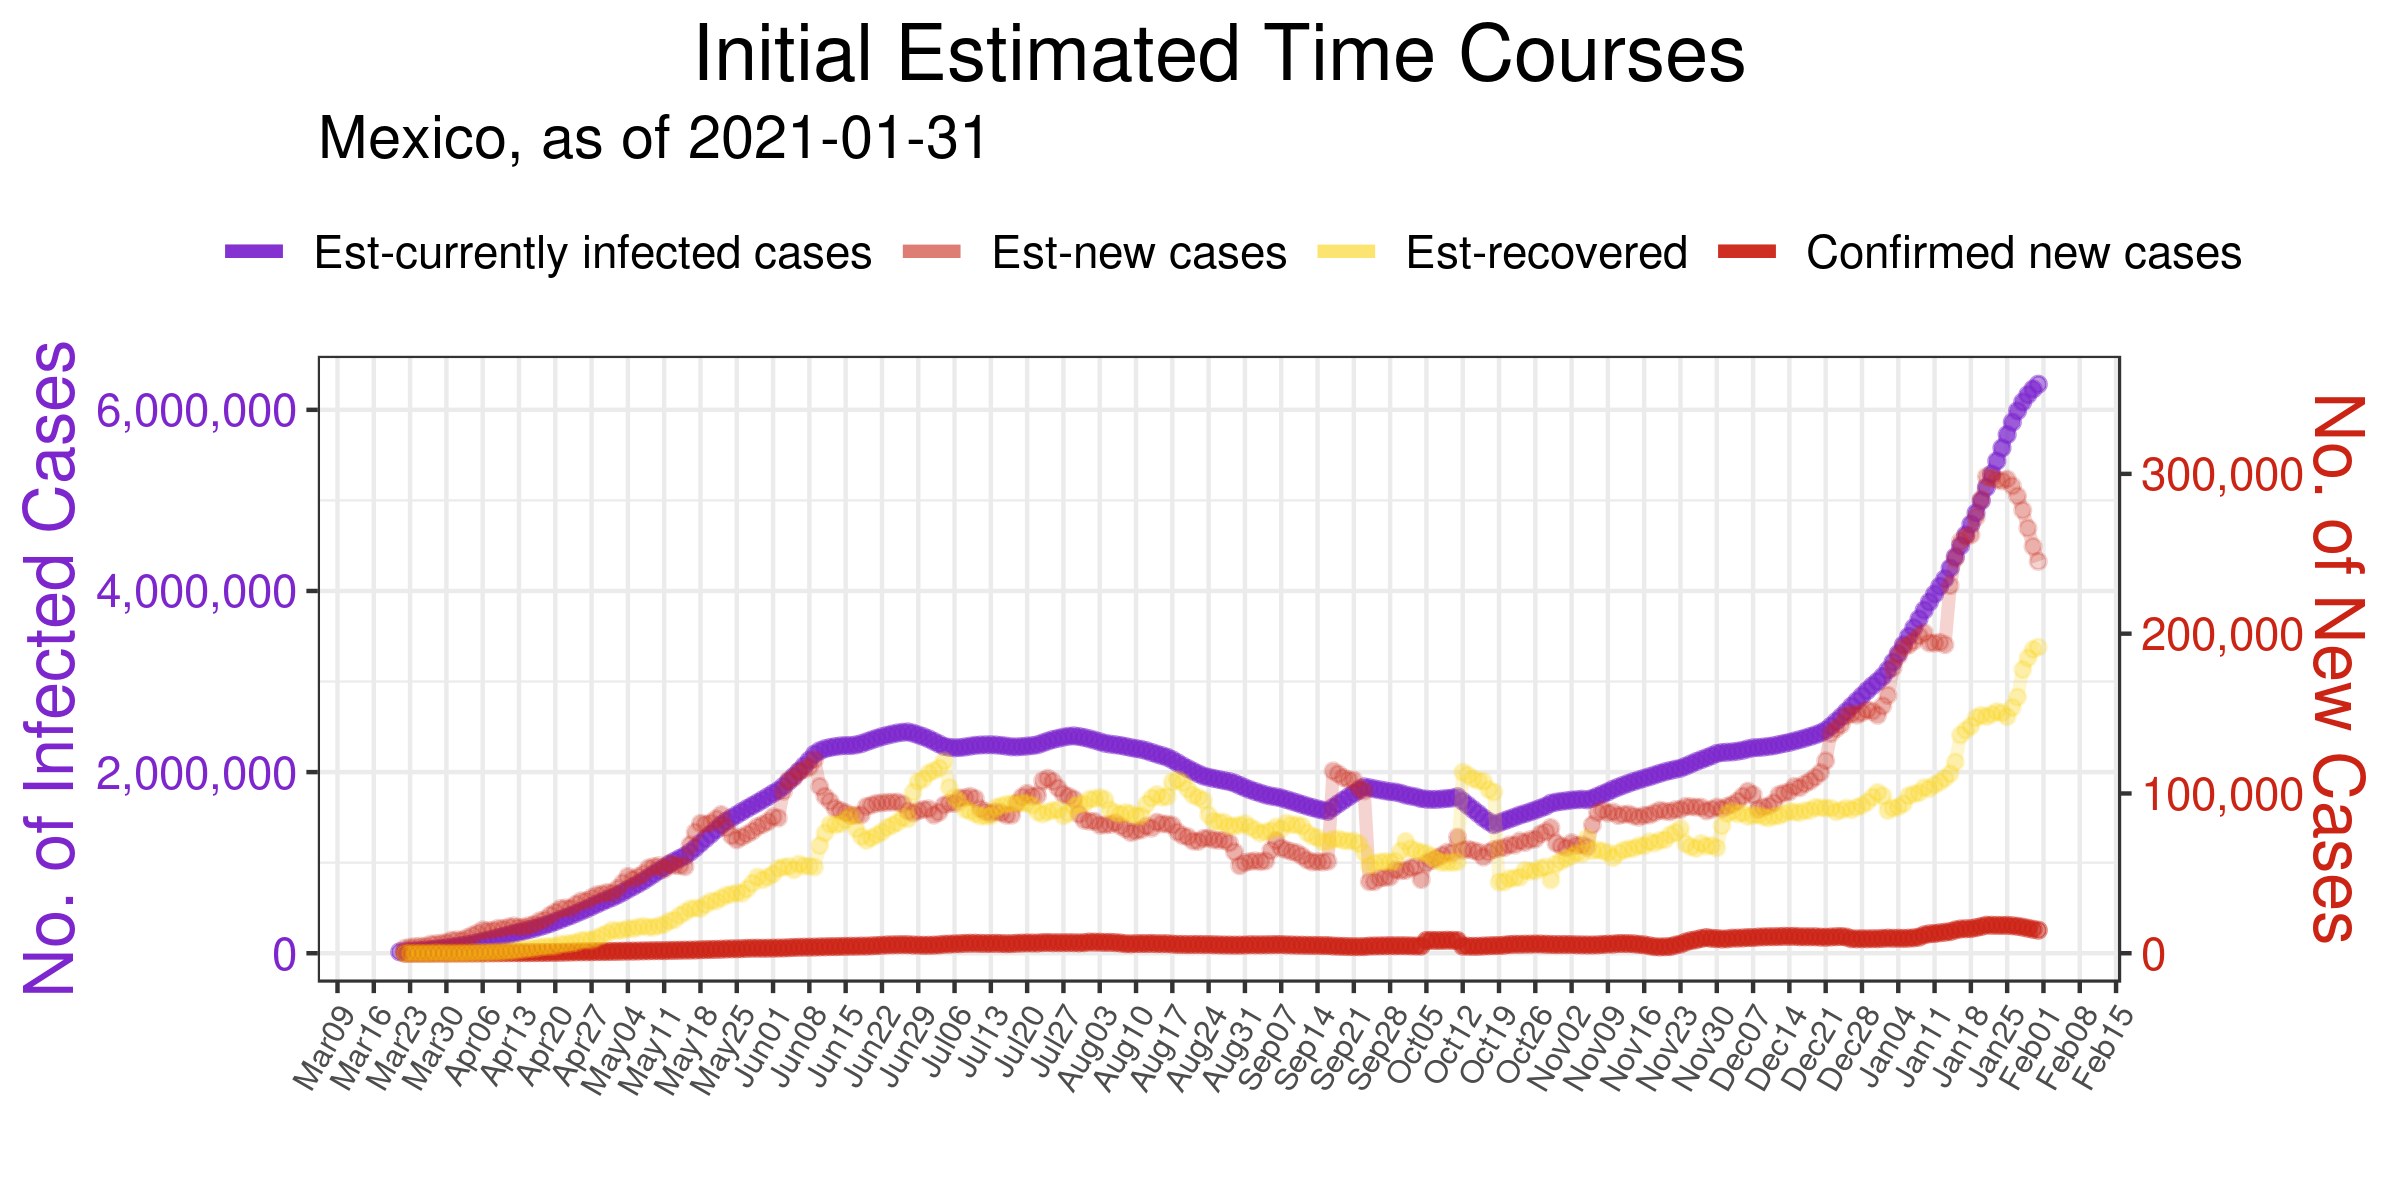 Initial Estimated Time Courses
Mexico, as of 2021-01-31
Est-currently infected cases Est-new cases Est-recovered Confirmed new cases
No. of Infected Cases
6,000,000
4,000,000
2,000,000
0
300,000
200,000
100,000
0
No. of New Cases
Mar09 Mar16 Mar23 Mar30 Apr06 Apr13 Apr20 Apr27 May04 May11 May18 May25 Jun01 Jun08 Jun15 Jun22 Jun29 Jul06 Jul13 Jul20 Jul27 Aug03 Aug10 Aug17 Aug24 Aug31 Sep07 Sep14 Sep21 Sep28 Oct05 Oct12 Oct19 Oct26 Nov02 Nov09 Nov16 Nov23 Nov30 Dec07 Dec14 Dec21 Dec28 Dec04 Jan11 Jan18 Jan25 Feb01 Feb08 Feb15